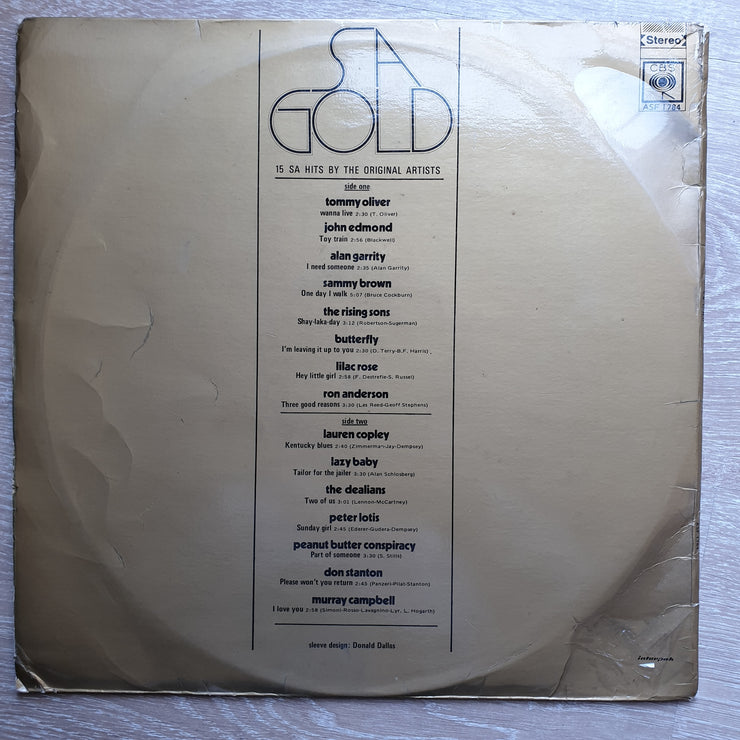 SA
GOLD
Stereo
CBS
ASF 1784
15 SA HITS BY THE ORIGINAL ARTISTS
side one
tommy oliver
wanna live 2:30 (T. Oliver)
john edmond
Toy train 2:56 (Blackwell)
alan garrity
I need someone 2:35 (Alan Garrity)
sammy brown
One day I walk 5:07 (Bruce Cockburn)
the rising sons
Shay-laka-day 3:12 (Robertson-Sugerman)
butterfly
I'm leaving it up to you 2:30 (D. Terry-B.F. Harris)
lilac rose
Hey little girl 2:58 (F. Destrefie-S. Russel)
ron anderson
Three good reasons 3:30 (Les Reed-Geoff Stephens)
side two
lauren copley
Kentucky blues 2:40 (Zimmerman-Jay-Dempsey)
lazy baby
Tailor for the jailer 3:30 (Alan Schlosberg)
the dealians
Two of us 3:01 (Lennon-McCartney)
peter lotis
Sunday girl 2:45 (Ederer-Gudera-Dempsey)
peanut butter conspiracy
Part of someone 3:30 (S. Stills)
don stanton
Please won't you return 2:45 (Panzeri-Pilat-Stanton)
murray campbell
I love you 2:58 (Simoni-Rossi-Lavagnino-Lyr. L. Hogarth)
sleeve design: Donald Dallas
interpak